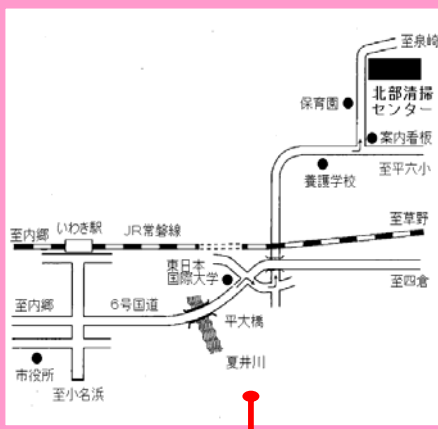 至泉崎
北部清掃
センター
保育園
案内看板
養護学校
至平六小
至草野
至内郷
いわき駅
JR常磐線
東日本
国際大学
至四倉
至内郷
6号国道
平大橋
夏井川
市役所
至小名浜